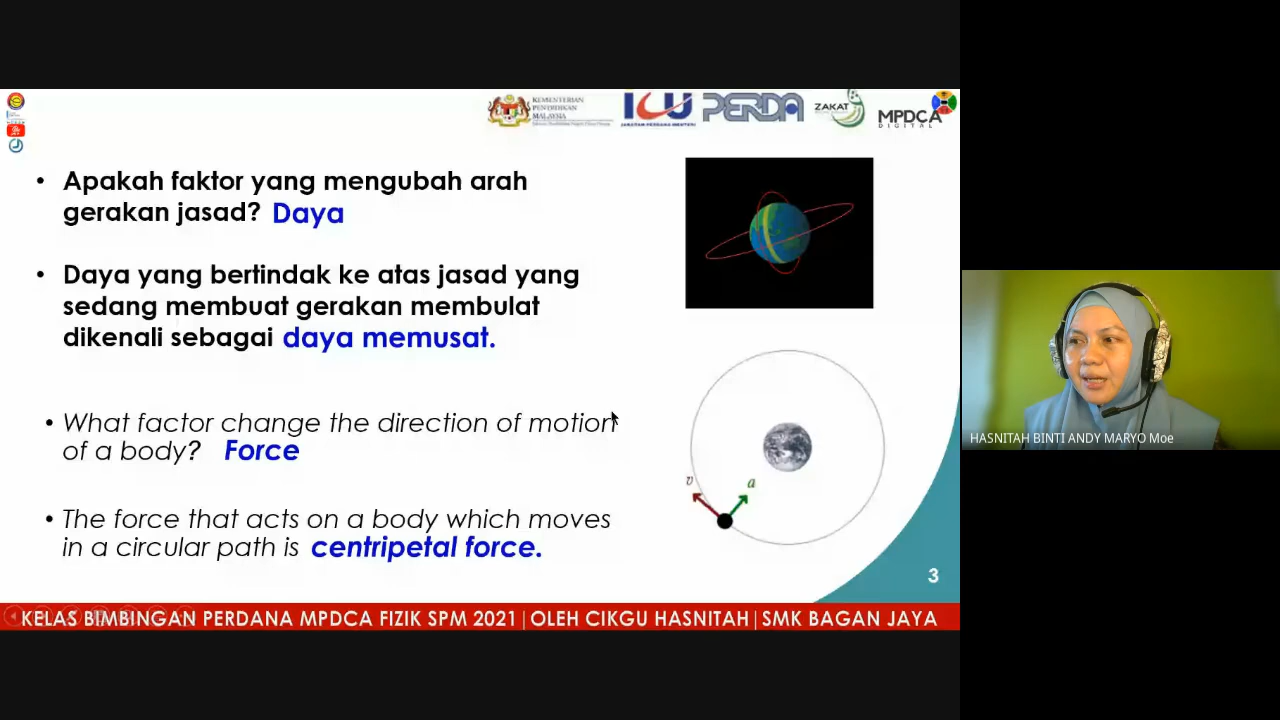 KEMENTERIAN
PENDIDIKAN
MALAYSIA
ICU
JABATAN PERDANA MENTERI
PERDA
ZAKAT
MPDCA
DIGITAL
• Apakah faktor yang mengubah arah
gerakan jasad? Daya
• Daya yang bertindak ke atas jasad yang
sedang membuat gerakan membulat
dikenali sebagai daya memusat.
• What factor change the direction of motion
of a body? Force
• The force that acts on a body which moves
in a circular path is centripetal force.
v
a
3
KELAS BIMBINGAN PERDANA MPDCA FIZIK SPM 2021|OLEH CIKGU HASNITAH|SMK BAGAN JAYA
HASNITAH BINTI ANDY MARYO Moe